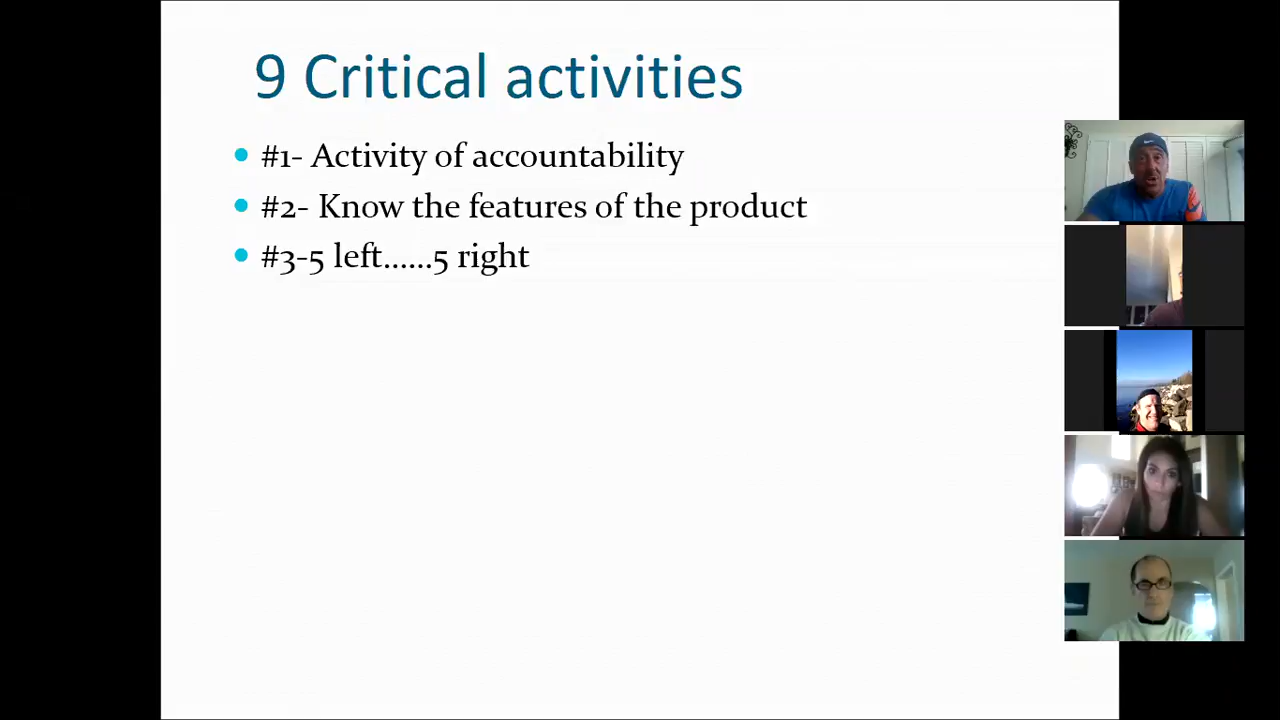 9 Critical activities
#1- Activity of accountability
#2- Know the features of the product
#3-5 left......5 right